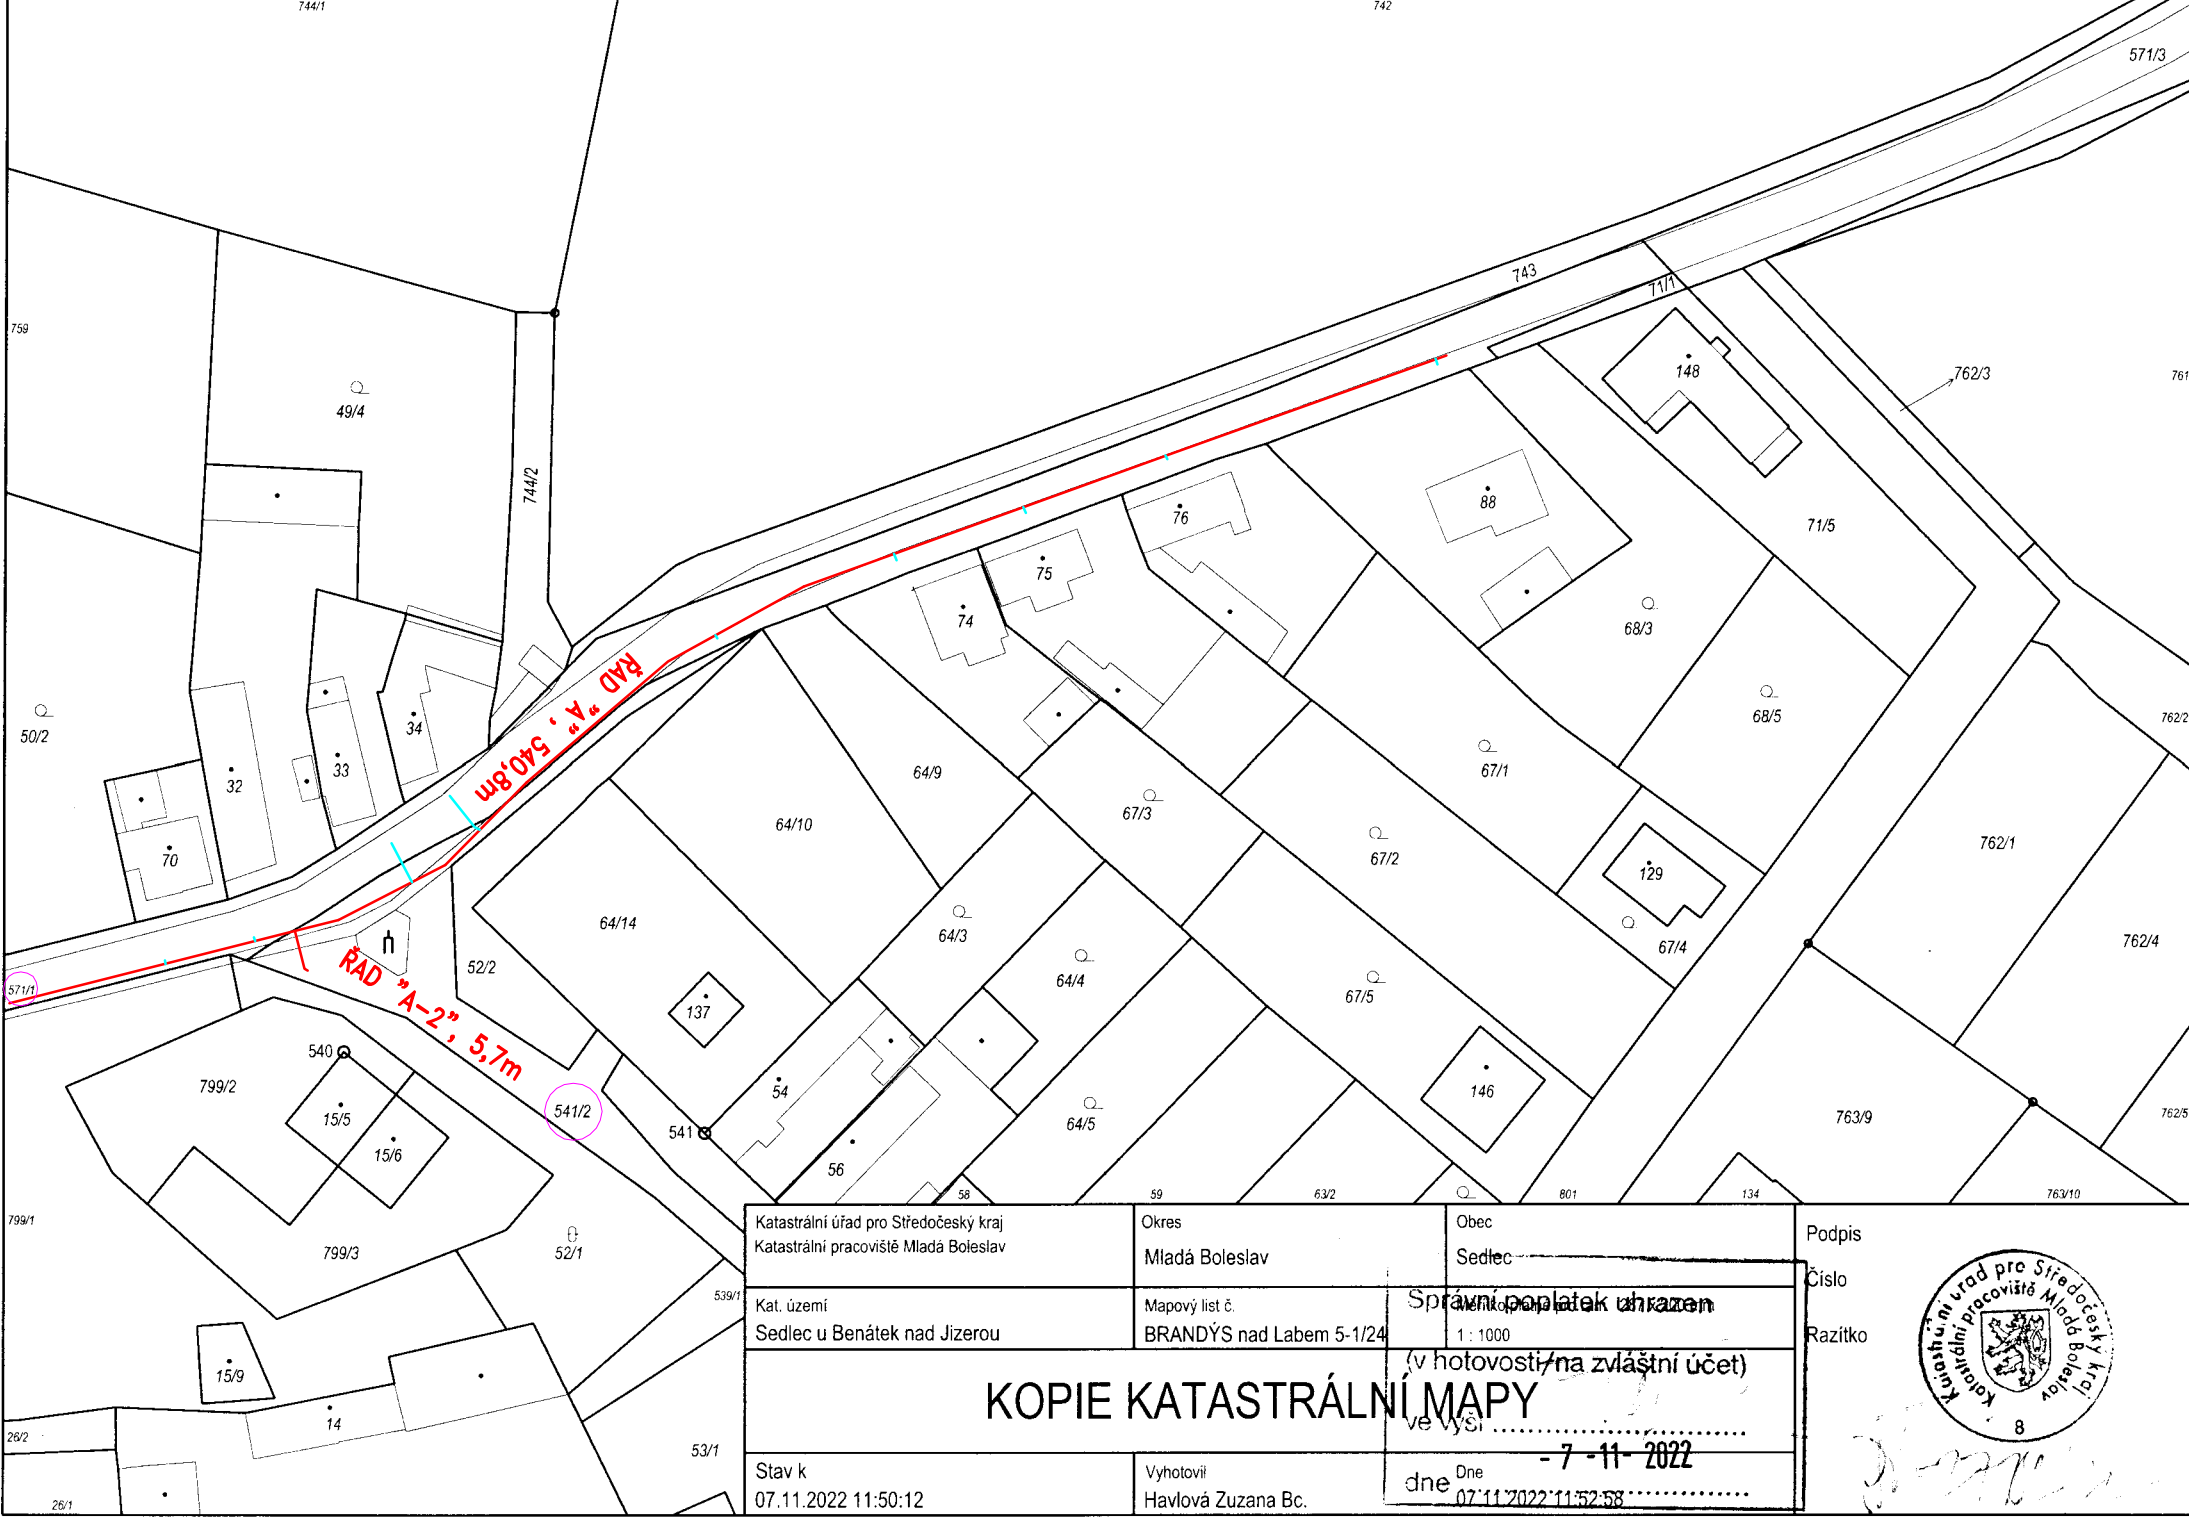 744/1
742
571/3
759
49/4
743
71/1
148
762/3
761
744/2
88
76
71/5
75
74
68/3
50/2
34
33
32
70
ŘAD "A", 540,8m
64/9
64/10
67/3
67/1
68/5
762/2
67/2
762/1
129
67/4
64/14
64/3
762/4
52/2
64/4
67/5
571/1
137
ŘAD "A-2", 5,7m
540
799/2
15/5
15/6
541/2
541
54
56
64/5
146
763/9
762/5
58
59
63/2
801
134
763/10
799/1
799/3
52/1
539/1
15/9
14
26/2
26/1
53/1
Katastrální úřad pro Středočeský kraj
Katastrální pracoviště Mladá Boleslav
Okres
Mladá Boleslav
Obec
Sedlec
Podpis
Číslo
Razítko
Kat. území
Sedlec u Benátek nad Jizerou
Mapový list č.
BRANDÝS nad Labem 5-1/24
1 : 1000
Správní poplatek uhrazen
(v hotovosti/na zvláštní účet)
ve výši
dne
- 7 -11- 2022
KOPIE KATASTRÁLNÍ MAPY
Stav k
07.11.2022 11:50:12
Vyhotovil
Havlová Zuzana Bc.
Dne
07.11.2022 11:52:58
úřad pro Středočeský kraj
Katastrální pracoviště Mladá Boleslav
8